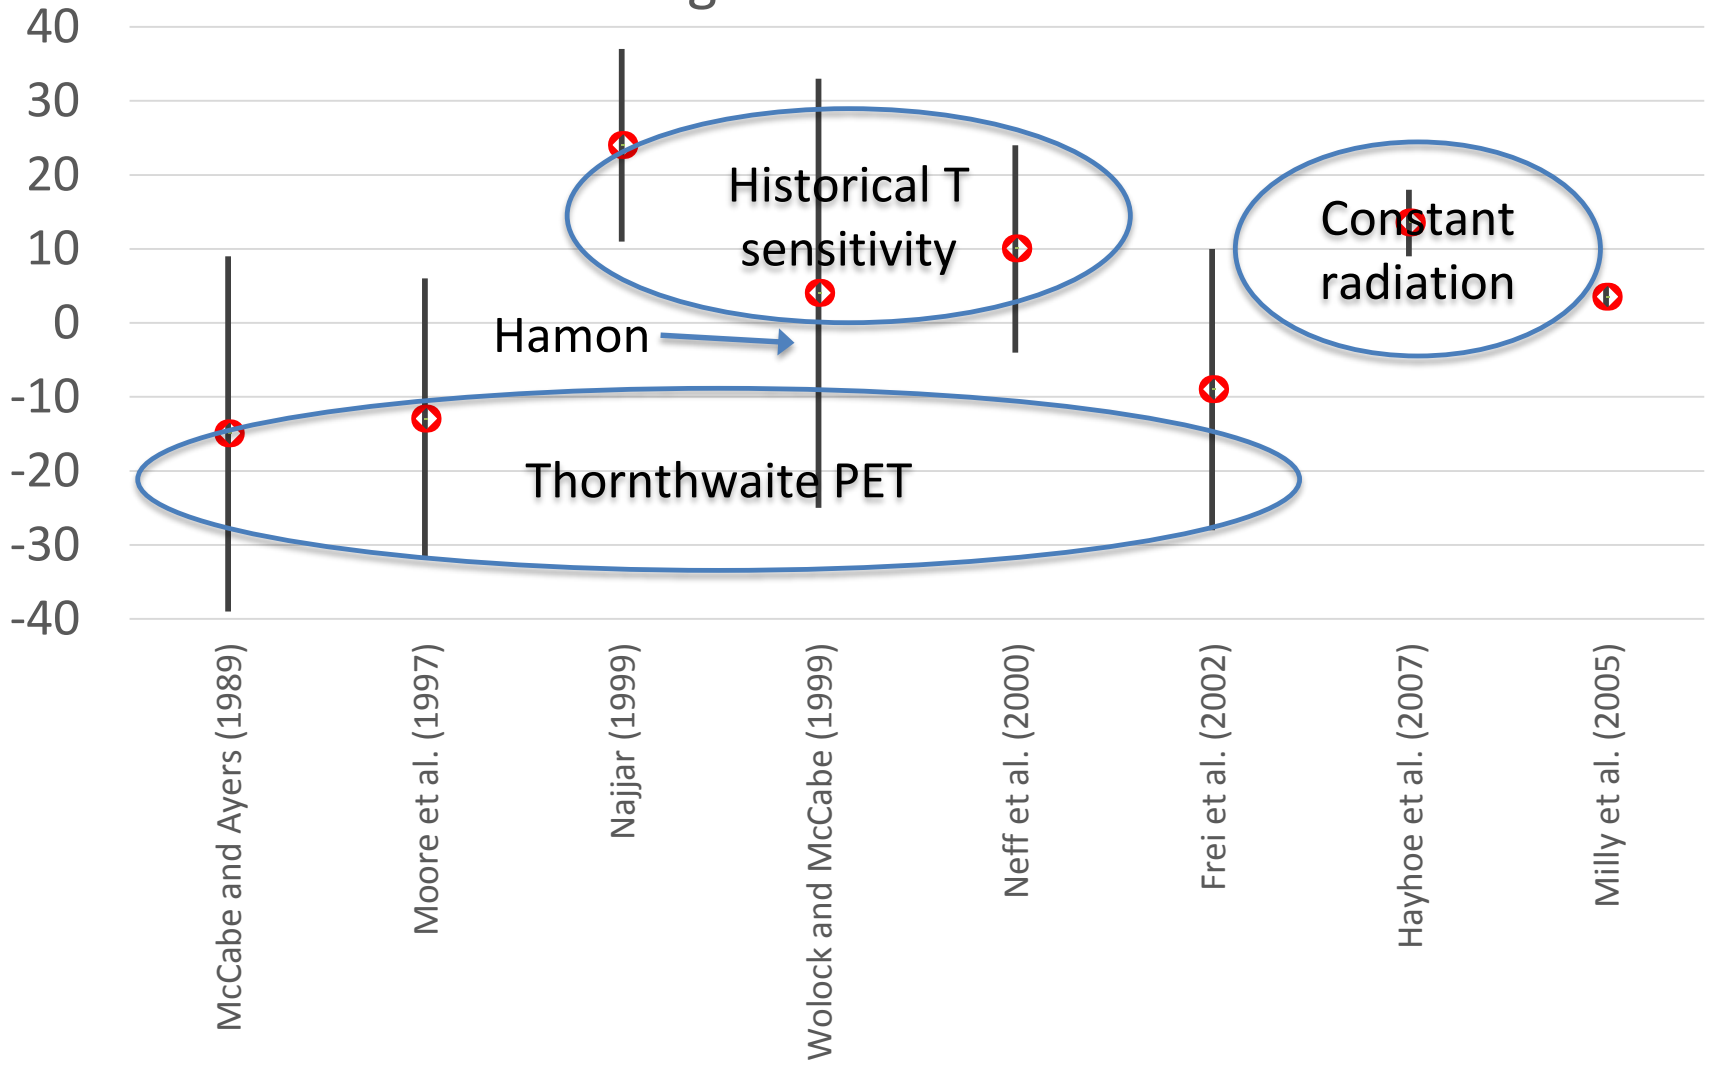 40
30
20
10
0
-10
-20
-30
-40
Historical T
sensitivity
Constant
radiation
Hamon
Thornthwaite PET
McCabe and Ayers (1989)
Moore et al. (1997)
Najjar (1999)
Wolock and McCabe (1999)
Neff et al. (2000)
Frei et al. (2002)
Hayhoe et al. (2007)
Milly et al. (2005)